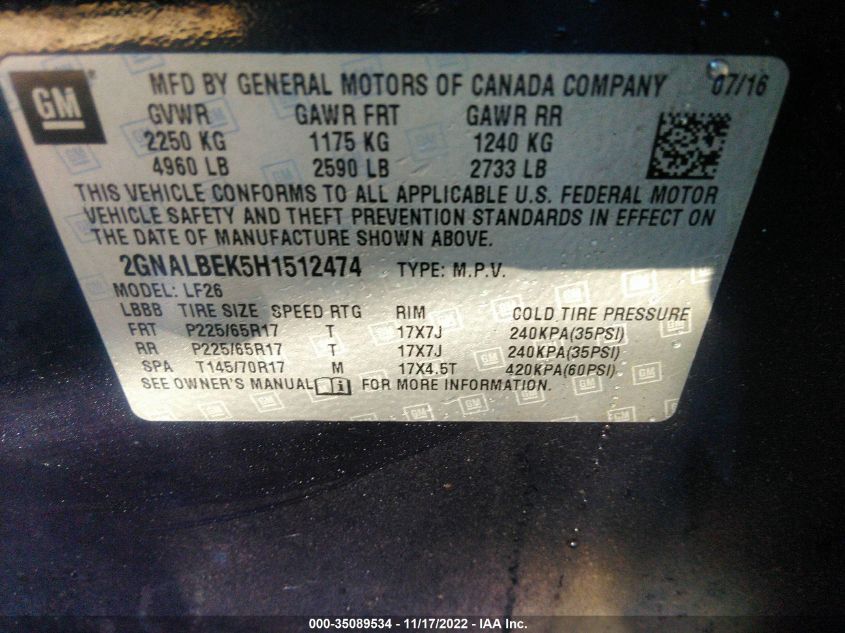 GM MFD BY GENERAL MOTORS OF CANADA COMPANY 07/16
GVWR GAWR FRT GAWR RR
2250 KG 1175 KG 1240 KG
4960 LB 2590 LB 2733 LB
THIS VEHICLE CONFORMS TO ALL APPLICABLE U.S. FEDERAL MOTOR
VEHICLE SAFETY AND THEFT PREVENTION STANDARDS IN EFFECT ON
THE DATE OF MANUFACTURE SHOWN ABOVE.
2GNALBEK5H1512474 TYPE: M.P.V.
MODEL: LF26
LBBB TIRE SIZE SPEED RTG RIM COLD TIRE PRESSURE
FRT P225/65R17 T 17X7J 240KPA(35PSI)
RR P225/65R17 T 17X7J 240KPA(35PSI)
SPA T145/70R17 M 17X4.5T 420KPA(60PSI)
SEE OWNER'S MANUAL FOR MORE INFORMATION.
000-35089534 - 11/17/2022 - IAA Inc.